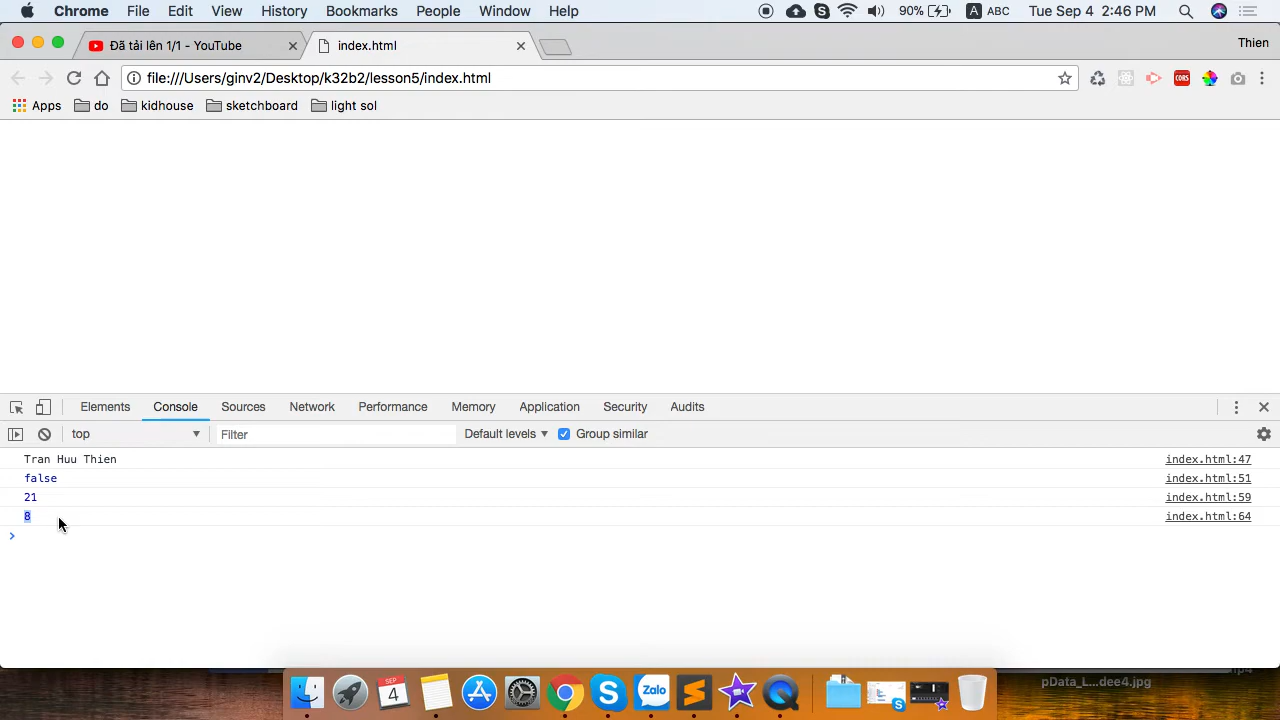 Chrome File Edit View History Bookmarks People Window Help 90% A ABC Tue Sep 4 2:46 PM
Đã tải lên 1/1 - YouTube index.html Thien
file:///Users/ginv2/Desktop/k32b2/lesson5/index.html
CORS
Apps do kidhouse sketchboard light sol
Elements Console Sources Network Performance Memory Application Security Audits
top Filter Default levels Group similar
Tran Huu Thien index.html:47
false index.html:51
21 index.html:59
8 index.html:64
SEP
4
Zalo
pData_L...dee4.jpg